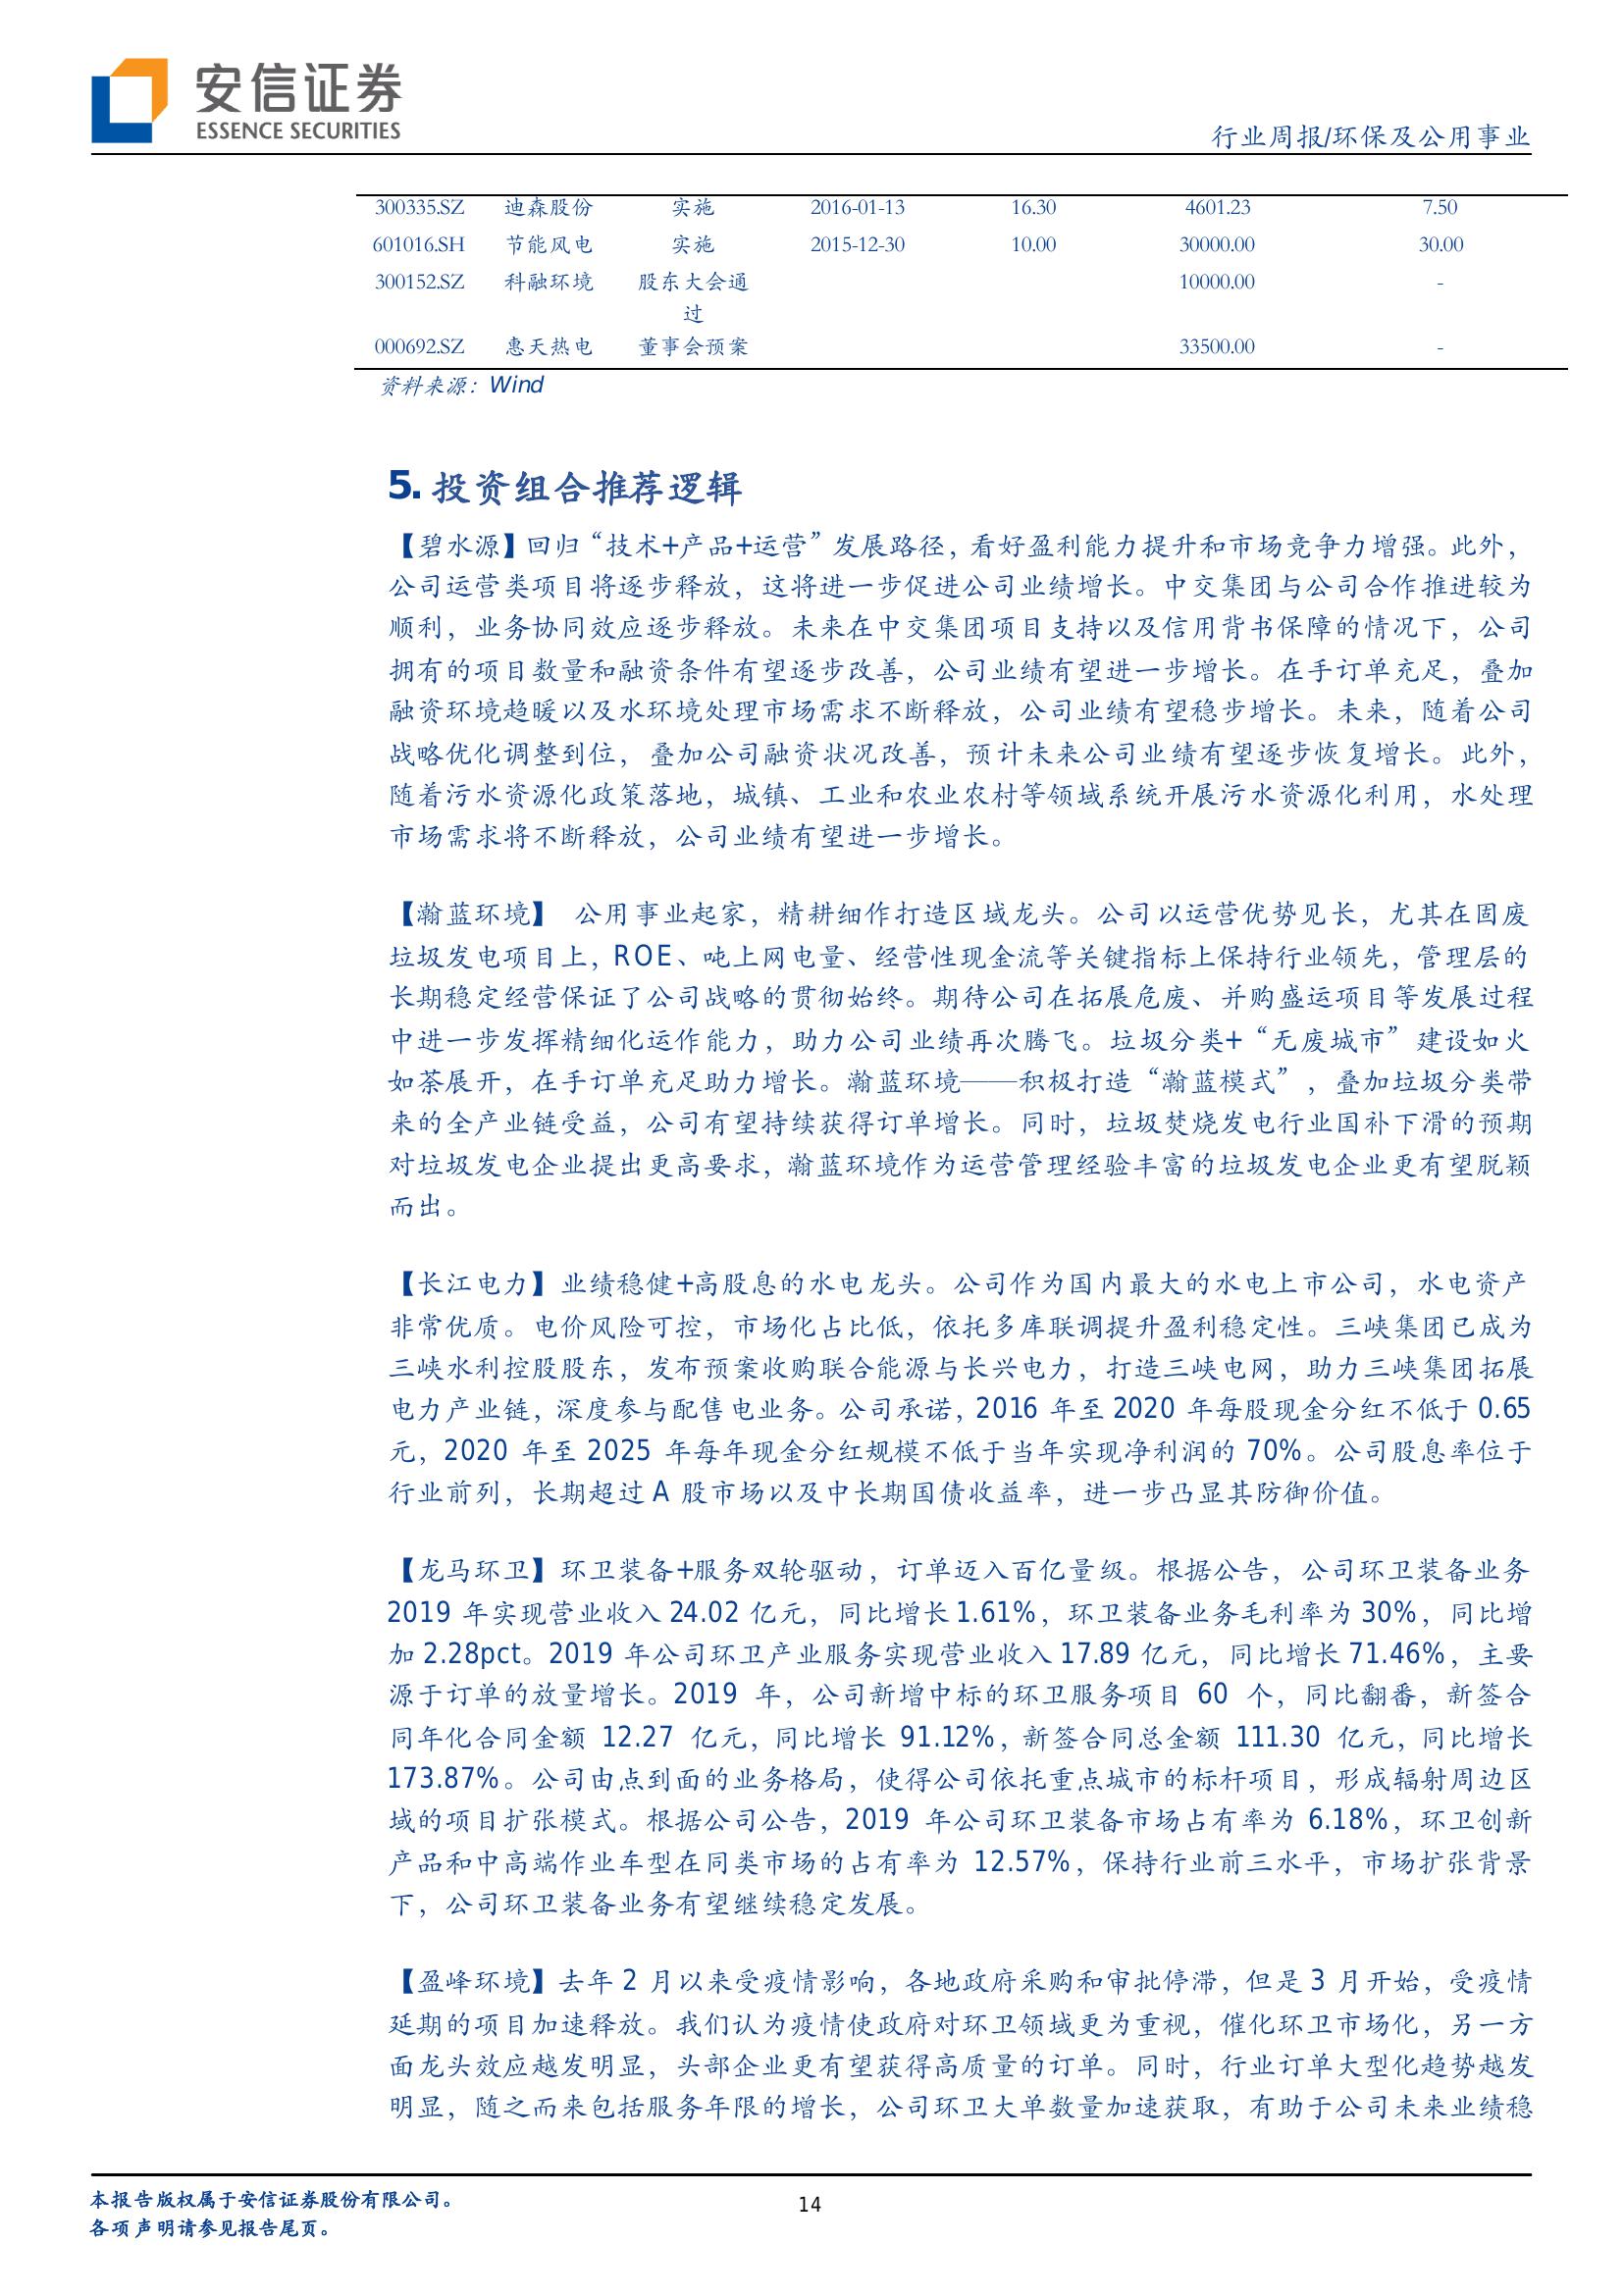 安信证券
ESSENCE SECURITIES
行业周报/环保及公用事业
300335.SZ 迪森股份 实施 2016-01-13 16.30 4601.23 7.50
601016.SH 节能风电 实施 2015-12-30 10.00 30000.00 30.00
300152.SZ 科融环境 股东大会通 10000.00 -
过
000692.SZ 惠天热电 董事会预案 33500.00 -
资料来源：Wind
5. 投资组合推荐逻辑
【碧水源】回归“技术+产品+运营”发展路径，看好盈利能力提升和市场竞争力增强。此外，
公司运营类项目将逐步释放，这将进一步促进公司业绩增长。中交集团与公司合作推进较为
顺利，业务协同效应逐步释放。未来在中交集团项目支持以及信用背书保障的情况下，公司
拥有的项目数量和融资条件有望逐步改善，公司业绩有望进一步增长。在手订单充足，叠加
融资环境趋暖以及水环境处理市场需求不断释放，公司业绩有望稳步增长。未来，随着公司
战略优化调整到位，叠加公司融资状况改善，预计未来公司业绩有望逐步恢复增长。此外，
随着污水资源化政策落地，城镇、工业和农业农村等领域系统开展污水资源化利用，水处理
市场需求将不断释放，公司业绩有望进一步增长。
【瀚蓝环境】 公用事业起家，精耕细作打造区域龙头。公司以运营优势见长，尤其在固废
垃圾发电项目上，ROE、吨上网电量、经营性现金流等关键指标上保持行业领先，管理层的
长期稳定经营保证了公司战略的贯彻始终。期待公司在拓展危废、并购盛运项目等发展过程
中进一步发挥精细化运作能力，助力公司业绩再次腾飞。垃圾分类+“无废城市”建设如火
如荼展开，在手订单充足助力增长。瀚蓝环境——积极打造“瀚蓝模式”，叠加垃圾分类带
来的全产业链受益，公司有望持续获得订单增长。同时，垃圾焚烧发电行业国补下滑的预期
对垃圾发电企业提出更高要求，瀚蓝环境作为运营管理经验丰富的垃圾发电企业更有望脱颖
而出。
【长江电力】业绩稳健+高股息的水电龙头。公司作为国内最大的水电上市公司，水电资产
非常优质。电价风险可控，市场化占比低，依托多库联调提升盈利稳定性。三峡集团已成为
三峡水利控股股东，发布预案收购联合能源与长兴电力，打造三峡电网，助力三峡集团拓展
电力产业链，深度参与配售电业务。公司承诺，2016 年至 2020 年每股现金分红不低于 0.65
元，2020 年至 2025 年每年现金分红规模不低于当年实现净利润的 70%。公司股息率位于
行业前列，长期超过 A 股市场以及中长期国债收益率，进一步凸显其防御价值。
【龙马环卫】环卫装备+服务双轮驱动，订单迈入百亿量级。根据公告，公司环卫装备业务
2019 年实现营业收入 24.02 亿元，同比增长 1.61%，环卫装备业务毛利率为 30%，同比增
加 2.28pct。2019 年公司环卫产业服务实现营业收入 17.89 亿元，同比增长 71.46%，主要
源于订单的放量增长。2019 年，公司新增中标的环卫服务项目 60 个，同比翻番，新签合
同年化合同金额 12.27 亿元，同比增长 91.12%，新签合同总金额 111.30 亿元，同比增长
173.87%。公司由点到面的业务格局，使得公司依托重点城市的标杆项目，形成辐射周边区
域的项目扩张模式。根据公司公告，2019 年公司环卫装备市场占有率为 6.18%，环卫创新
产品和中高端作业车型在同类市场的占有率为 12.57%，保持行业前三水平，市场扩张背景
下，公司环卫装备业务有望继续稳定发展。
【盈峰环境】去年 2 月以来受疫情影响，各地政府采购和审批停滞，但是 3 月开始，受疫情
延期的项目加速释放。我们认为疫情使政府对环卫领域更为重视，催化环卫市场化，另一方
面龙头效应越发明显，头部企业更有望获得高质量的订单。同时，行业订单大型化趋势越发
明显，随之而来包括服务年限的增长，公司环卫大单数量加速获取，有助于公司未来业绩稳
本报告版权属于安信证券股份有限公司。
各项声明请参见报告尾页。
14